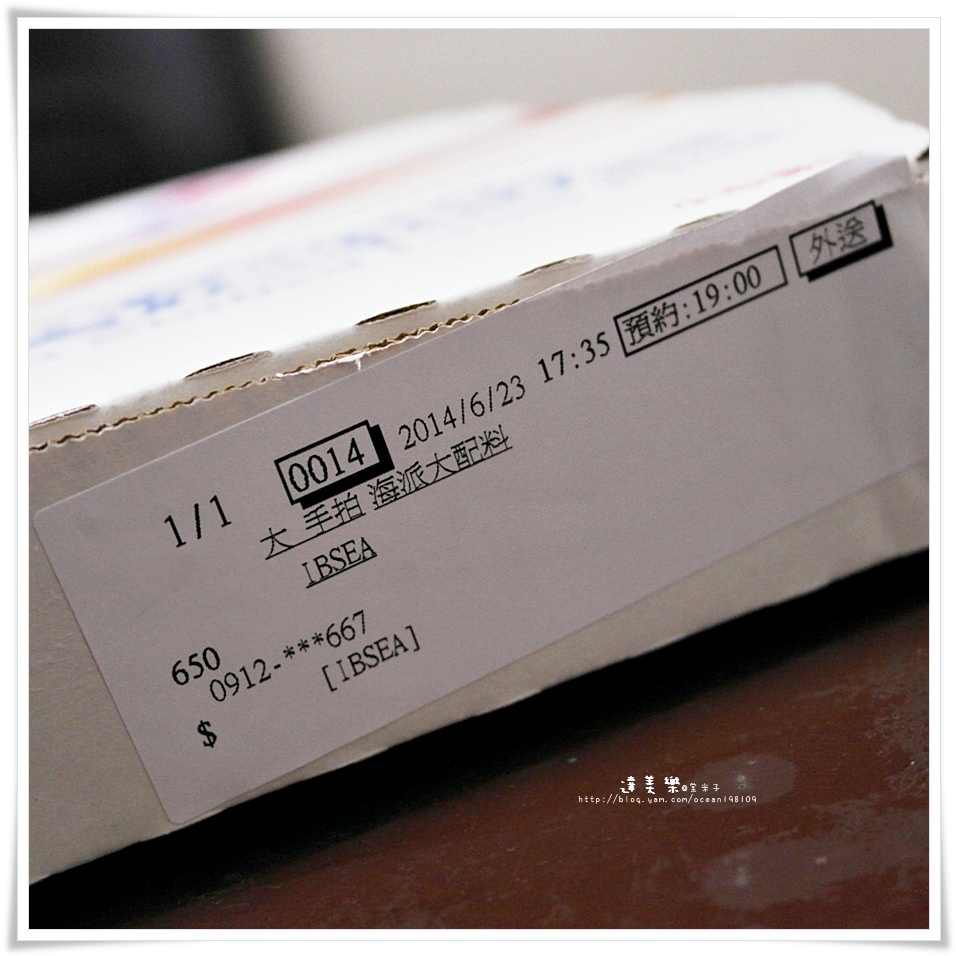 外送
預約:19:00
0014 2014/6/23 17:35
1/1
大 手拍 海派大配料
IBSEA
650
0912-***667
[IBSEA]
$
達美樂
http://blog.yam.com/ocean198109